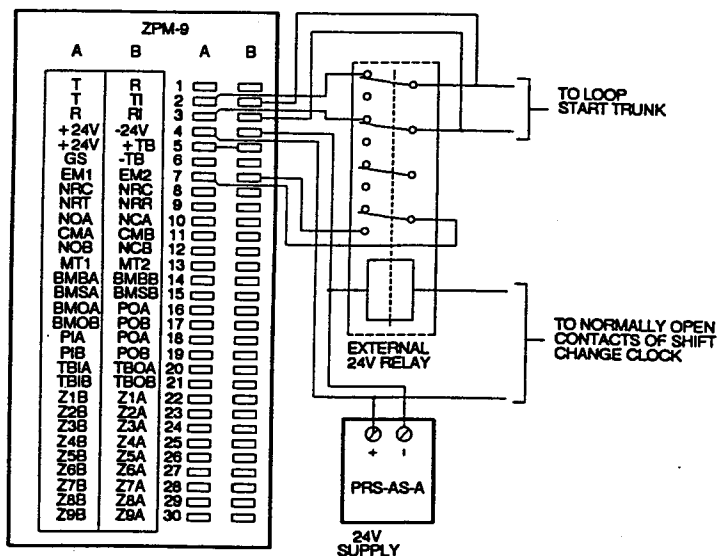 ZPM-9
A B A B
T R 1
T TI 2
R RI 3
+24V -24V 4
+24V +TB 5
GS -TB 6
EM1 EM2 7
NRC NRC 8
NRT NRR 9
NOA NCA 10
CMA CMB 11
NOB NCB 12
MT1 MT2 13
BMBA BMBB 14
BMSA BMSB 15
BMOA POA 16
BMOB POB 17
PIA POA 18
PIB POB 19
TBIA TBOA 20
TBIB TBOB 21
Z1B Z1A 22
Z2B Z2A 23
Z3B Z3A 24
Z4B Z4A 25
Z5B Z5A 26
Z6B Z6A 27
Z7B Z7A 28
Z8B Z8A 29
Z9B Z9A 30
TO LOOP
START TRUNK
EXTERNAL
24V RELAY
TO NORMALLY OPEN
CONTACTS OF SHIFT
CHANGE CLOCK
+ -
PRS-AS-A
24V
SUPPLY